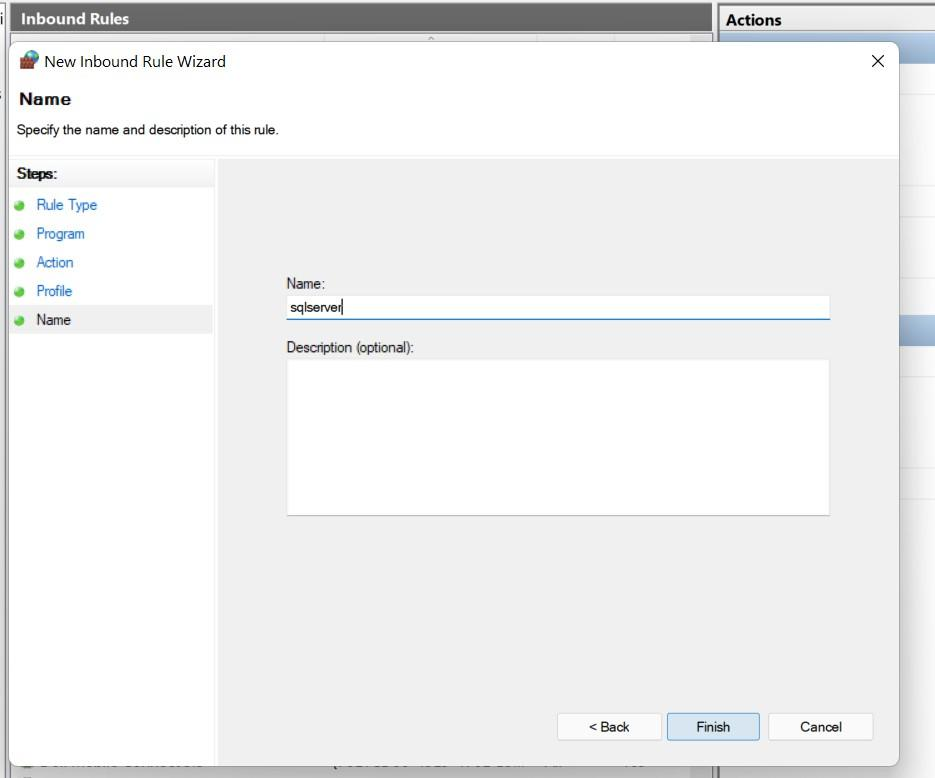 Inbound Rules
Actions
New Inbound Rule Wizard
Name
Specify the name and description of this rule.
Steps:
Rule Type
Program
Action
Profile
Name
Name:
sqlserver
Description (optional):
< Back
Finish
Cancel